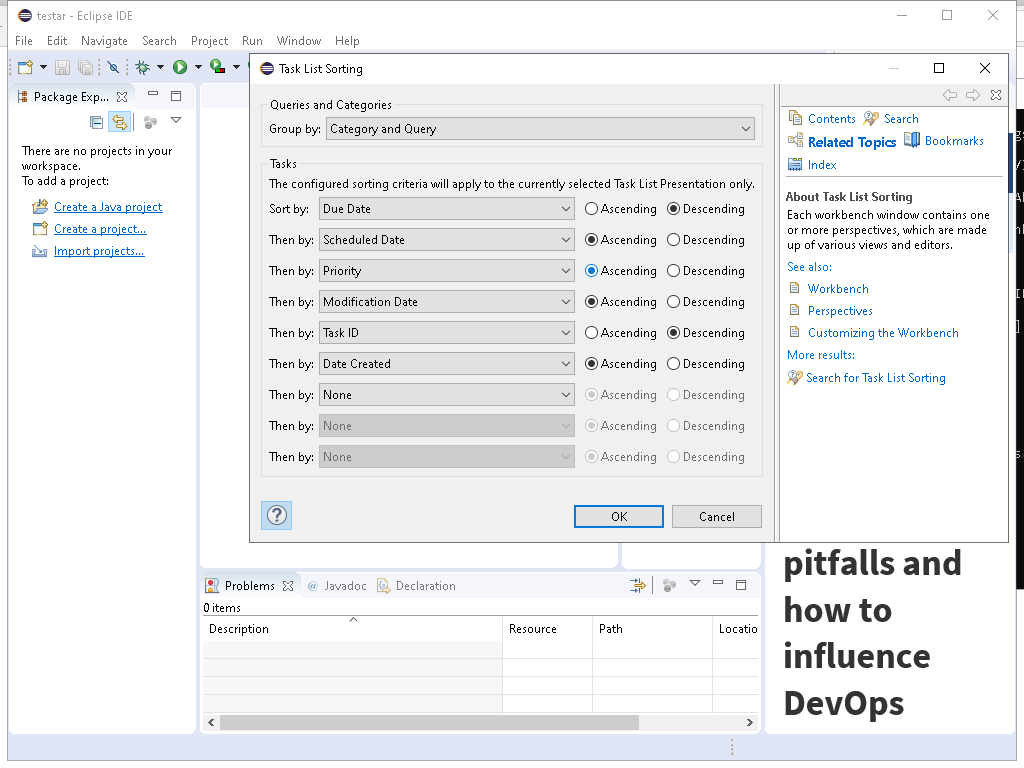 testar - Eclipse IDE
File Edit Navigate Search Project Run Window Help
Package Exp...
There are no projects in your
workspace.
To add a project:
Create a Java project
Create a project...
Import projects...
Task List Sorting
Queries and Categories
Group by: Category and Query
Tasks
The configured sorting criteria will apply to the currently selected Task List Presentation only.
Sort by: Due Date Ascending Descending
Then by: Scheduled Date Ascending Descending
Then by: Priority Ascending Descending
Then by: Modification Date Ascending Descending
Then by: Task ID Ascending Descending
Then by: Date Created Ascending Descending
Then by: None Ascending Descending
Then by: None Ascending Descending
Then by: None Ascending Descending
OK Cancel
Contents Search
Related Topics Bookmarks
Index
About Task List Sorting
Each workbench window contains one
or more perspectives, which are made
up of various views and editors.
See also:
Workbench
Perspectives
Customizing the Workbench
More results:
Search for Task List Sorting
Problems @ Javadoc Declaration
0 items
Description Resource Path Locatio
pitfalls and
how to
influence
DevOps